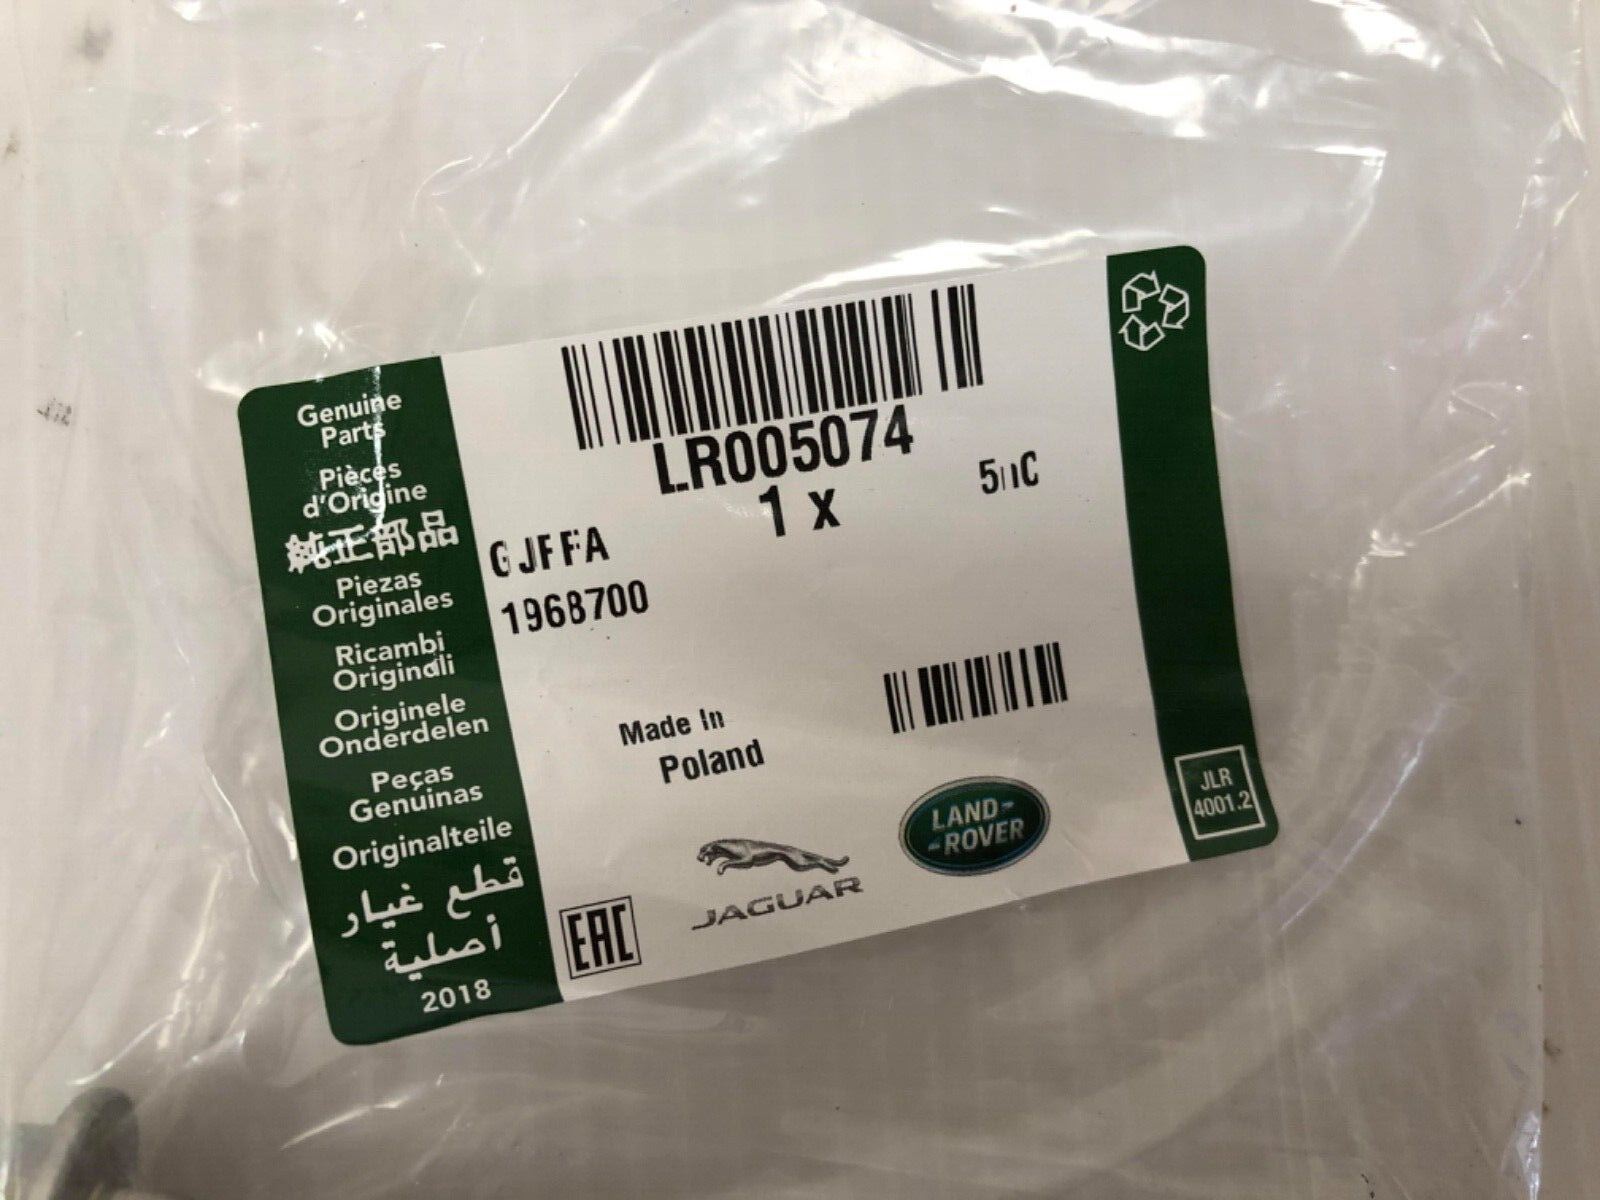 Genuine
Parts
Pièces
d'Origine
純正部品
Piezas
Originales
Ricambi
Originali
Originele
Onderdelen
Peças
Genuinas
Originalteile
قطع غيار
أصلية
2018
LR005074
1 x
1968700
Made In
Poland
EAC
JAGUAR
LAND-
-ROVER
JLR
4001.2